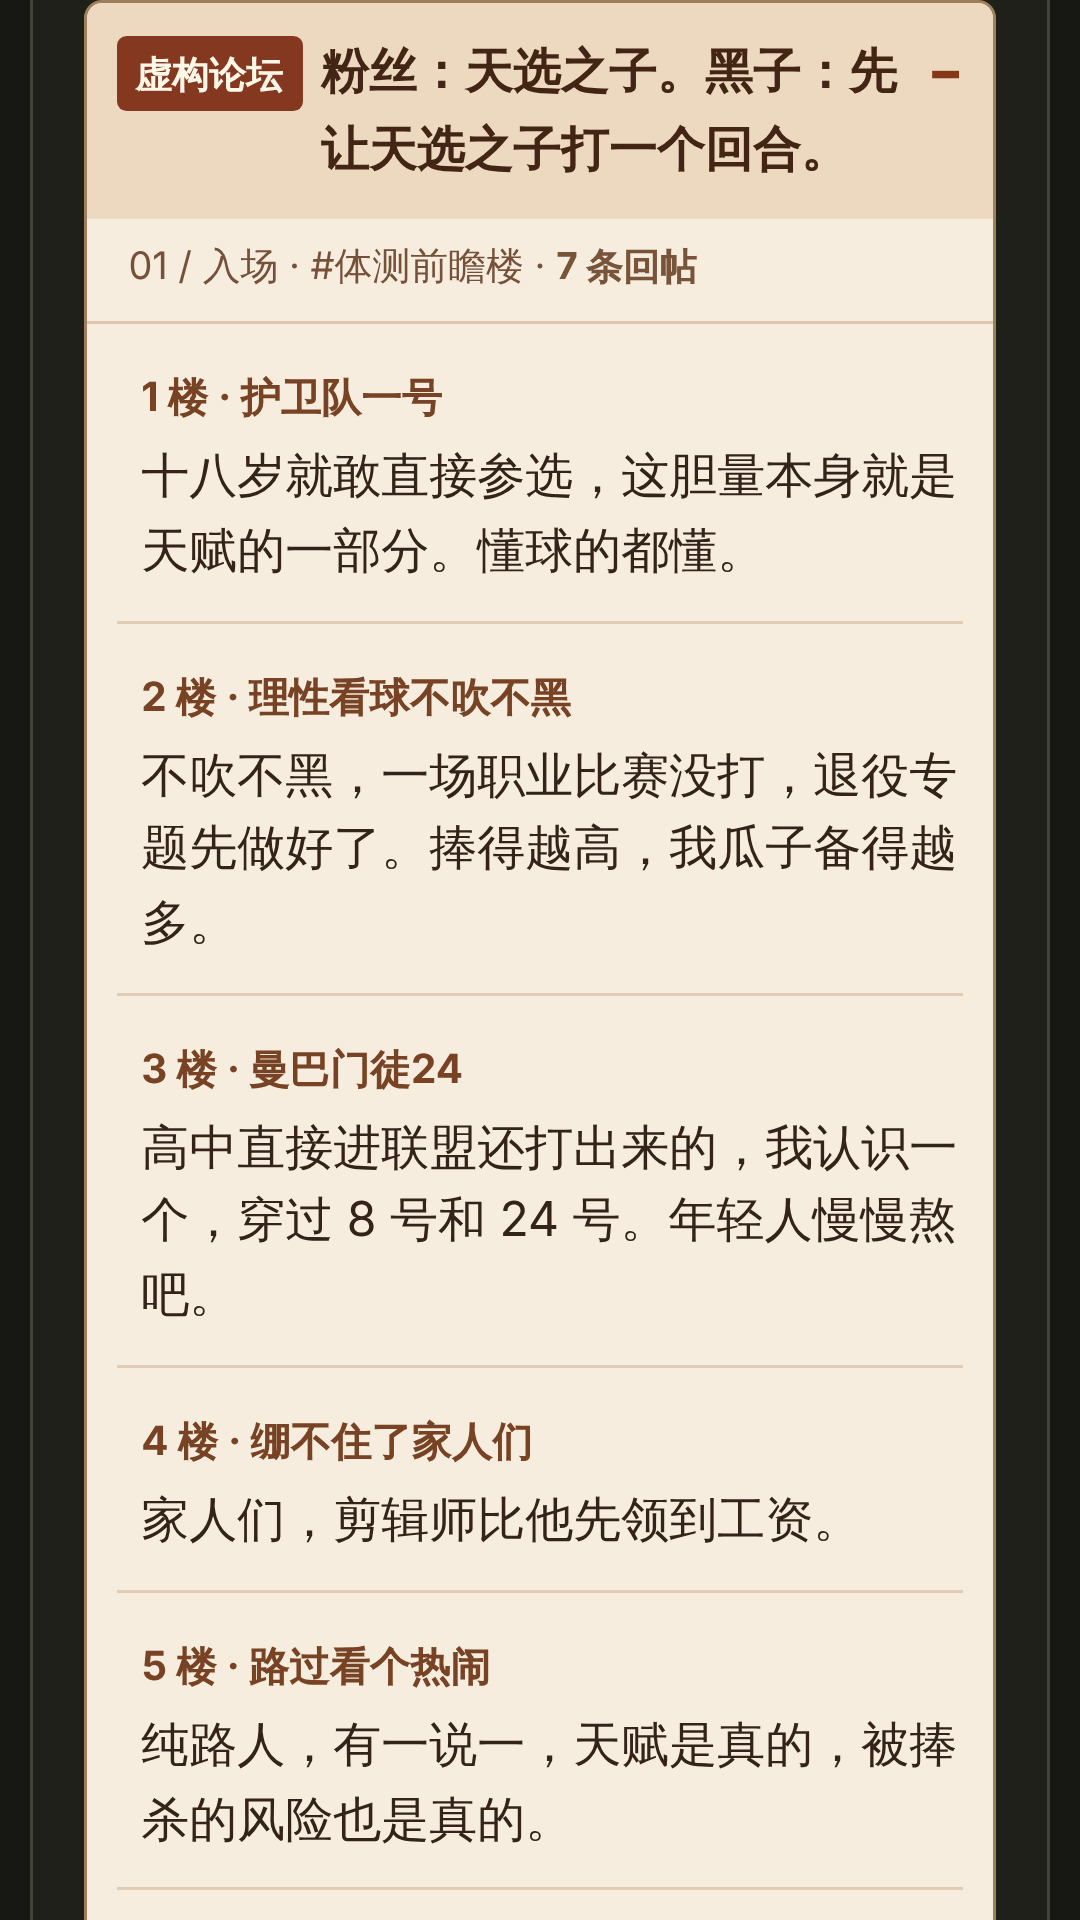 虚构论坛
粉丝：天选之子。黑子：先
让天选之子打一个回合。
–
01 / 入场 · #体测前瞻楼 · 7 条回帖
1 楼 · 护卫队一号
十八岁就敢直接参选，这胆量本身就是
天赋的一部分。懂球的都懂。
2 楼 · 理性看球不吹不黑
不吹不黑，一场职业比赛没打，退役专
题先做好了。捧得越高，我瓜子备得越
多。
3 楼 · 曼巴门徒24
高中直接进联盟还打出来的，我认识一
个，穿过 8 号和 24 号。年轻人慢慢熬
吧。
4 楼 · 绷不住了家人们
家人们，剪辑师比他先领到工资。
5 楼 · 路过看个热闹
纯路人，有一说一，天赋是真的，被捧
杀的风险也是真的。